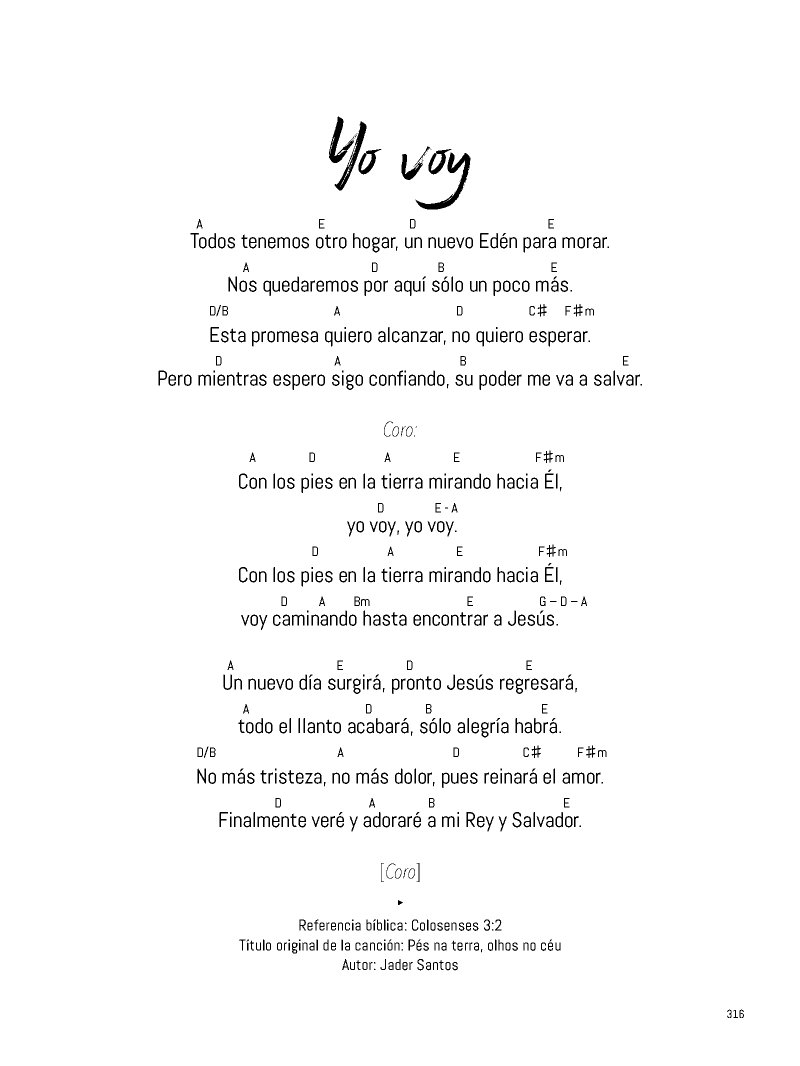 Yo voy
A E D E
Todos tenemos otro hogar, un nuevo Edén para morar.
A D B E
Nos quedaremos por aquí sólo un poco más.
D/B A D C♯ F♯m
Esta promesa quiero alcanzar, no quiero esperar.
D A B E
Pero mientras espero sigo confiando, su poder me va a salvar.
Coro:
A D A E F♯m
Con los pies en la tierra mirando hacia Él,
D E - A
yo voy, yo voy.
D A E F♯m
Con los pies en la tierra mirando hacia Él,
D A Bm E G – D – A
voy caminando hasta encontrar a Jesús.
A E D E
Un nuevo día surgirá, pronto Jesús regresará,
A D B E
todo el llanto acabará, sólo alegría habrá.
D/B A D C♯ F♯m
No más tristeza, no más dolor, pues reinará el amor.
D A B E
Finalmente veré y adoraré a mi Rey y Salvador.
[Coro]
Referencia bíblica: Colosenses 3:2
Título original de la canción: Pés na terra, olhos no céu
Autor: Jader Santos
316